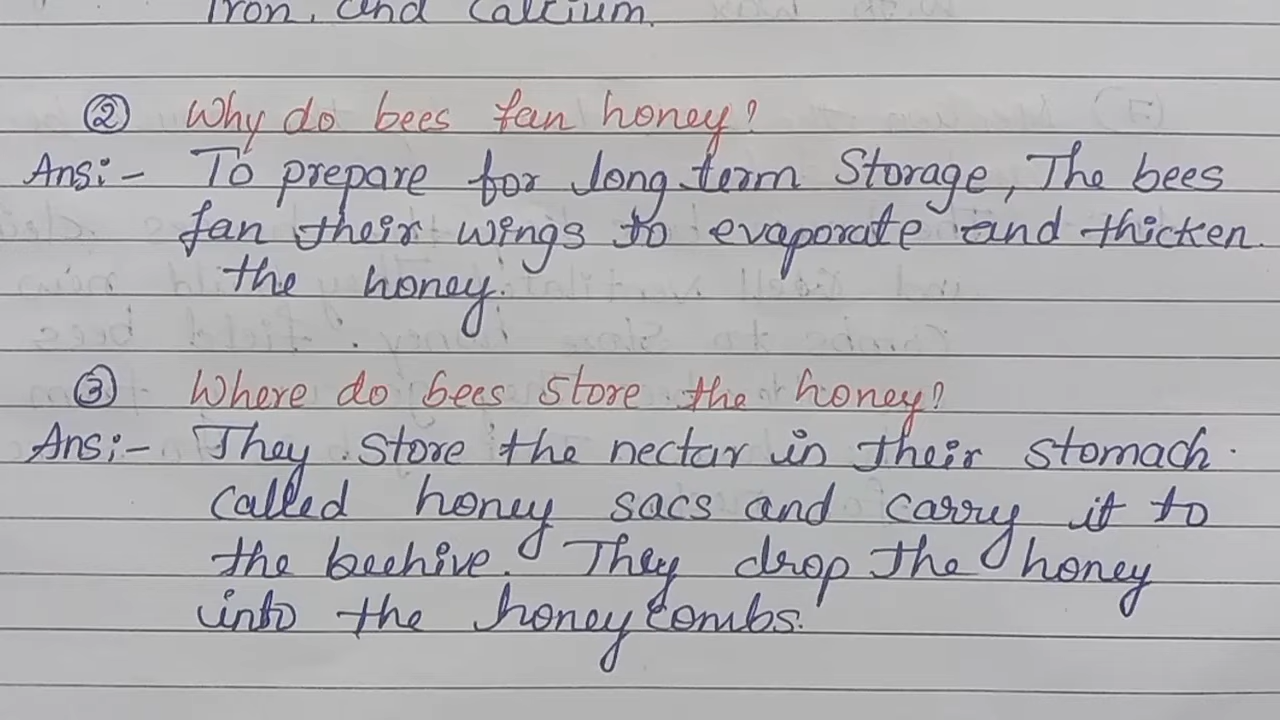 Iron, and Calcium.
② Why do bees fan honey?
Ans:- To prepare for long term Storage, The bees
fan their wings to evaporate and thicken
the honey.
③ Where do bees store the honey?
Ans:- They store the nectar in their stomach
called honey sacs and carry it to
the beehive. They drop the honey
into the honeycombs.